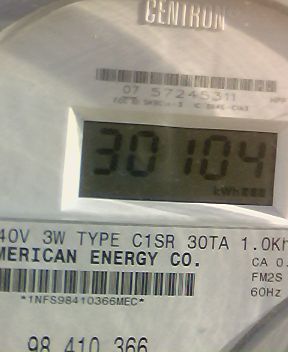 CENTRON
07 57245311
30104
kWh
40V 3W TYPE C1SR 30TA 1.0Kh
MERICAN ENERGY CO.
CA 0.
FM2S
60Hz
*1NFS98410366MEC*
98 410 366